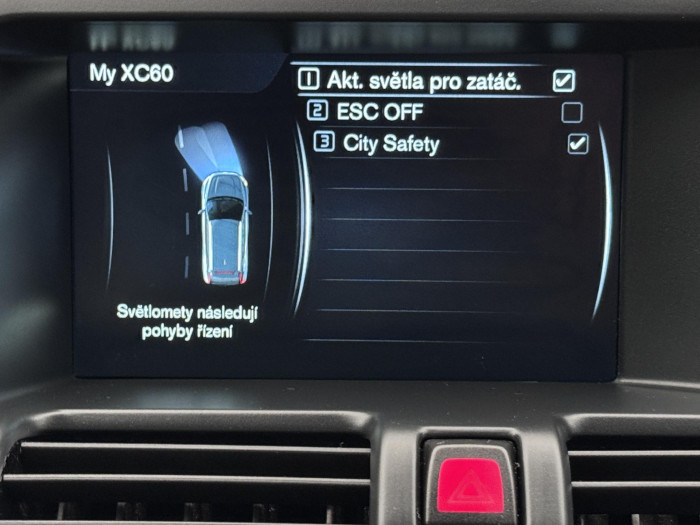 My XC60
1 Akt. světla pro zatáč.
2 ESC OFF
3 City Safety
Světlomety následují
pohyby řízení